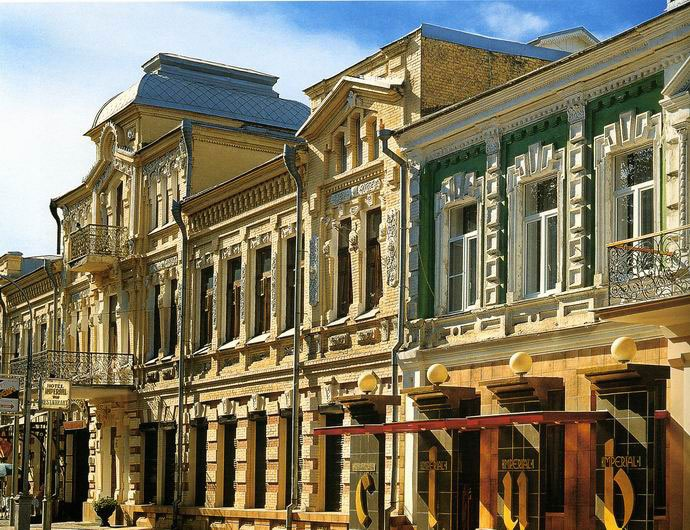 HOTEL
RESTAURANT
IMPERIAL
IMPERIAL
IMPERIAL
c l u b